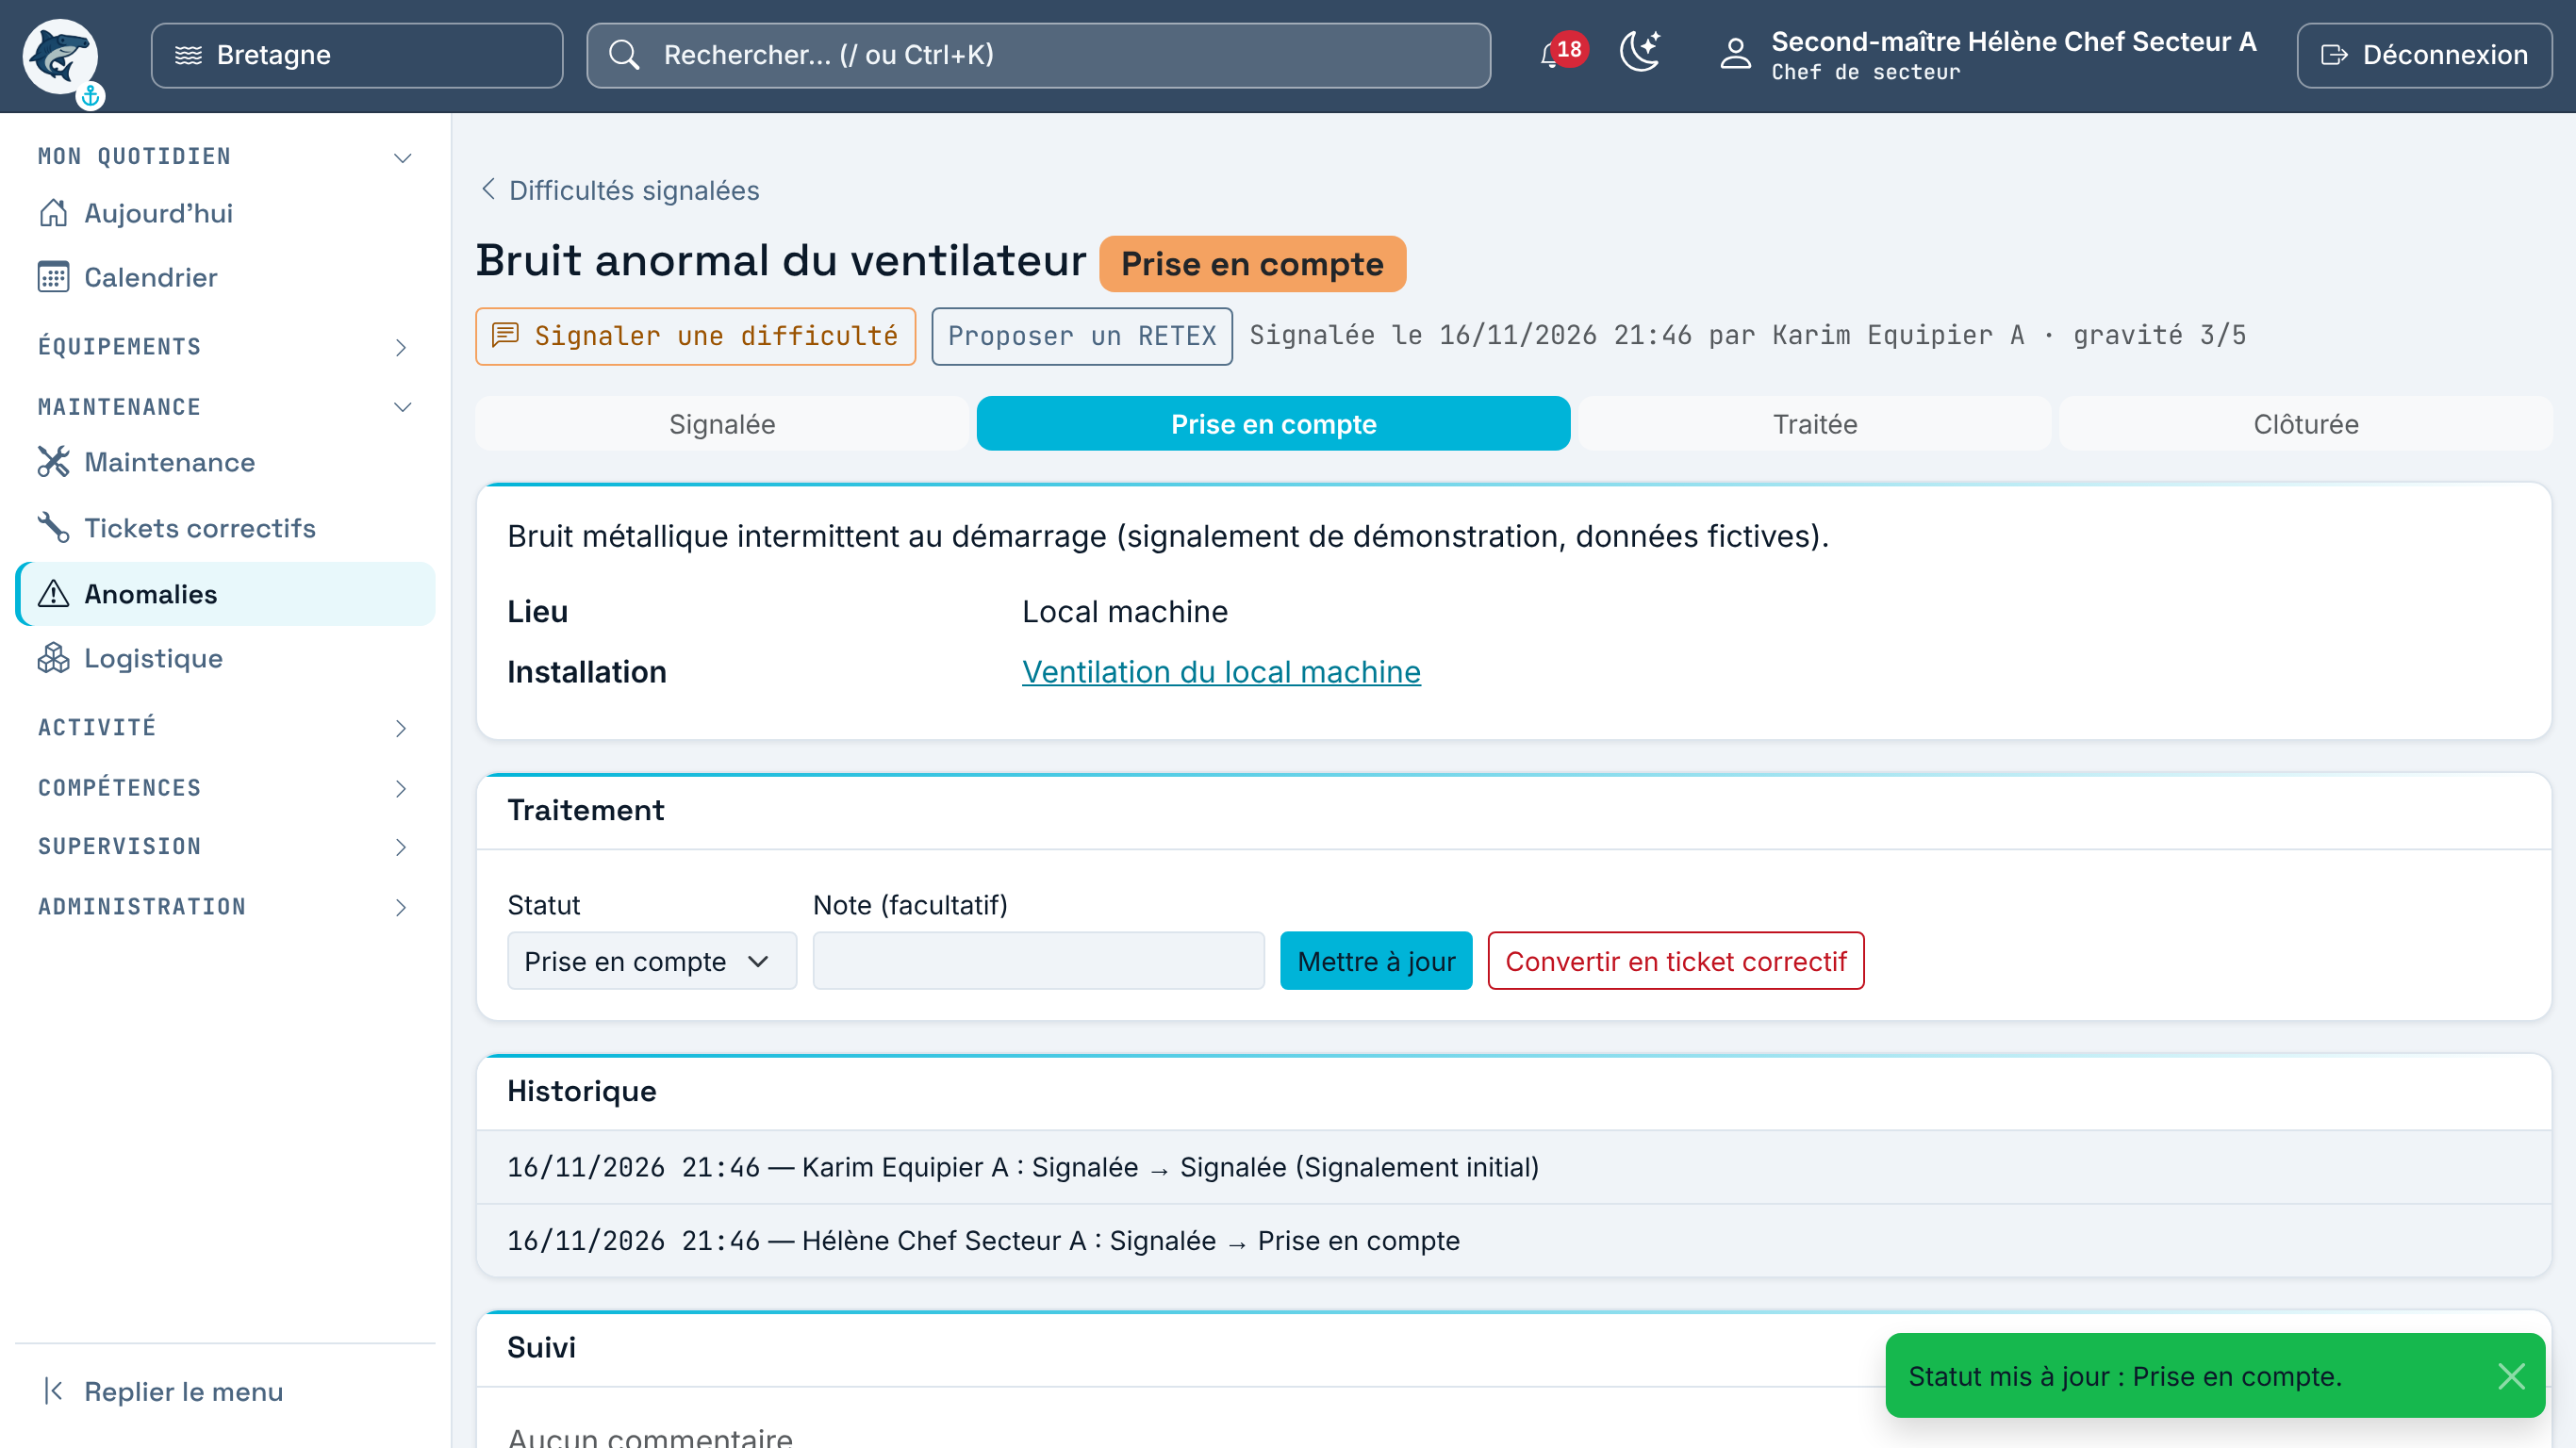 Bretagne
Rechercher... (/ ou Ctrl+K)
18
Second-maître Hélène Chef Secteur A
Chef de secteur
Déconnexion
MON QUOTIDIEN
Aujourd'hui
Calendrier
ÉQUIPEMENTS
MAINTENANCE
Maintenance
Tickets correctifs
Anomalies
Logistique
ACTIVITÉ
COMPÉTENCES
SUPERVISION
ADMINISTRATION
Replier le menu
Difficultés signalées
Bruit anormal du ventilateur Prise en compte
Signaler une difficulté Proposer un RETEX Signalée le 16/11/2026 21:46 par Karim Equipier A · gravité 3/5
Signalée Prise en compte Traitée Clôturée
Bruit métallique intermittent au démarrage (signalement de démonstration, données fictives).
Lieu Local machine
Installation Ventilation du local machine
Traitement
Statut Note (facultatif)
Prise en compte Mettre à jour Convertir en ticket correctif
Historique
16/11/2026 21:46 — Karim Equipier A : Signalée → Signalée (Signalement initial)
16/11/2026 21:46 — Hélène Chef Secteur A : Signalée → Prise en compte
Suivi
Aucun commentaire
Statut mis à jour : Prise en compte.